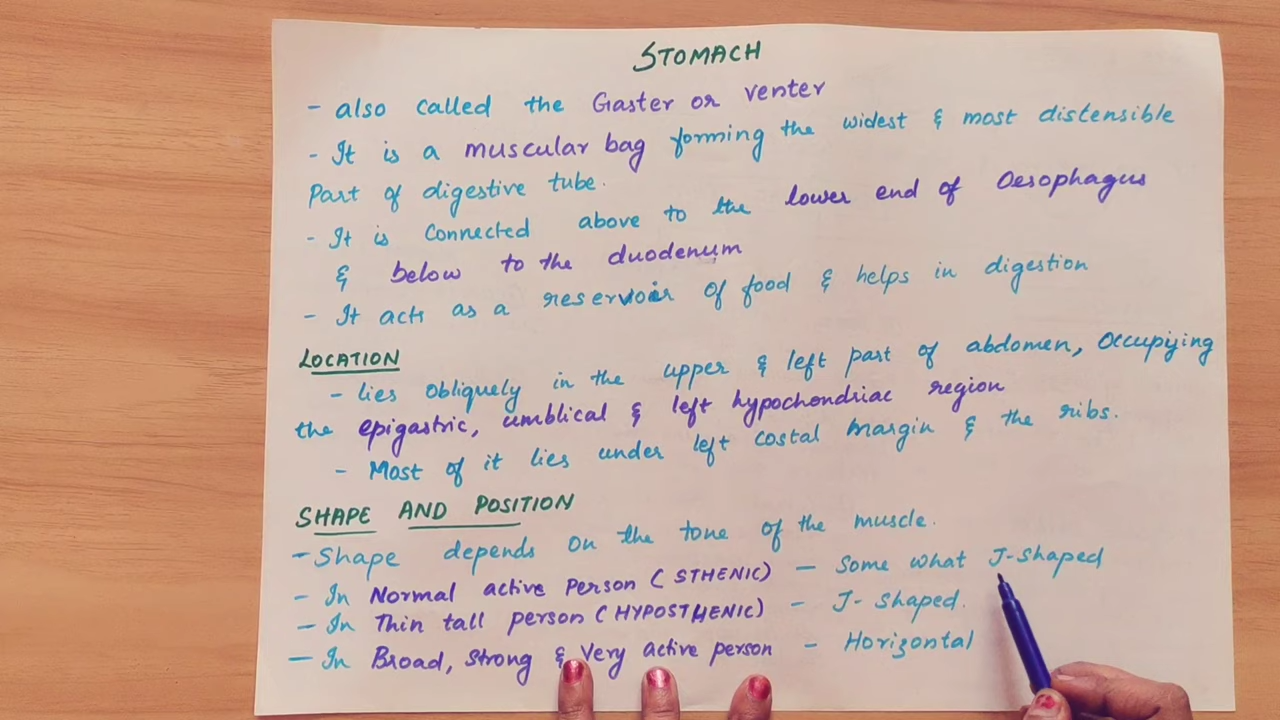 STOMACH
- also called the Gaster or venter
- It is a muscular bag forming the widest & most distensible
Part of digestive tube.
- It is Connected above to the lower end of Oesophagus
& below to the duodenum
- It acts as a reservoir of food & helps in digestion
LOCATION
- lies obliquely in the upper & left part of abdomen, Occupying
the epigastric, umblical & left hypochondriac region
- Most of it lies under left costal margin & the ribs.
SHAPE AND POSITION
- Shape depends on the tone of the muscle.
- In Normal active Person (STHENIC) - Some what J-shaped
- In Thin tall person (HYPOSTHENIC) - J-Shaped.
- In Broad, Strong & Very active person - Horizontal